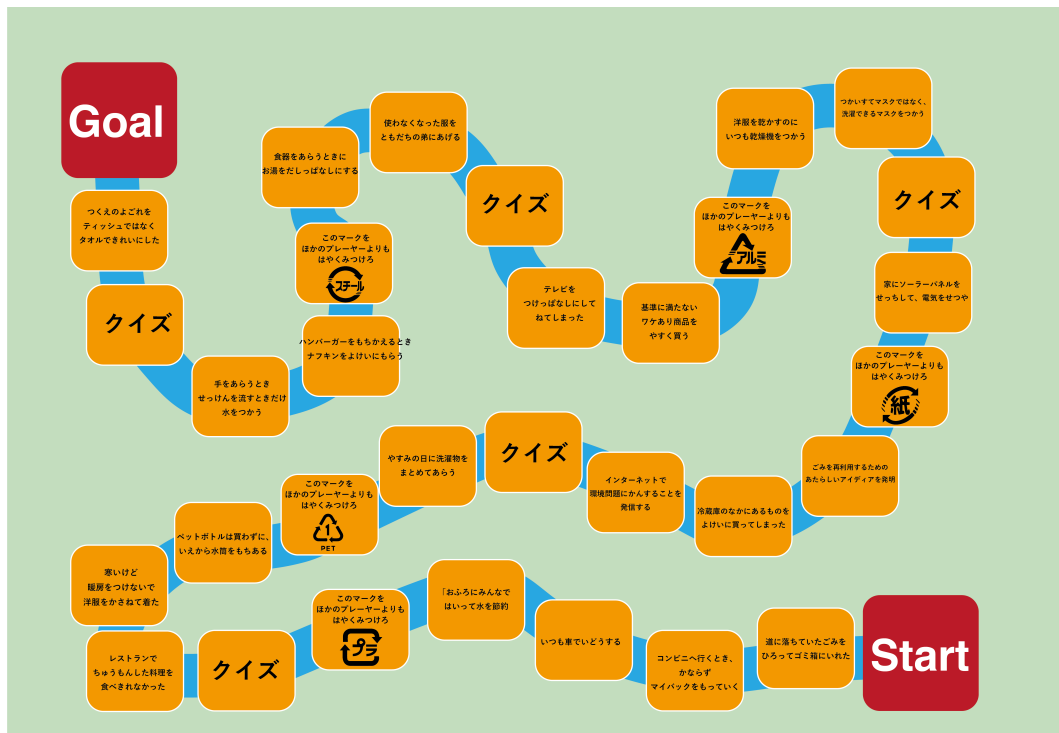 Goal
つくえのよごれを
ティッシュではなく
タオルできれいにした
クイズ
手をあらうとき
せっけんを流すときだけ
水をつかう
ハンバーガーをもちかえるとき
ナフキンをよけいにもらう
このマークを
ほかのプレーヤーよりも
はやくみつけろ
スチール
食器をあらうときに
お湯をだしっぱなしにする
使わなくなった服を
ともだちの弟にあげる
クイズ
テレビを
つけっぱなしにして
ねてしまった
基準に満たない
ワケあり商品を
やすく買う
このマークを
ほかのプレーヤーよりも
はやくみつけろ
アルミ
洋服を乾かすのに
いつも乾燥機をつかう
つかいすてマスクではなく、
洗濯できるマスクをつかう
クイズ
家にソーラーパネルを
せっちして、電気をせつや
このマークを
ほかのプレーヤーよりも
はやくみつけろ
紙
ごみを再利用するための
あたらしいアイディアを発明
冷蔵庫のなかにあるものを
よけいに買ってしまった
インターネットで
環境問題にかんすることを
発信する
クイズ
やすみの日に洗濯物を
まとめてあらう
このマークを
ほかのプレーヤーよりも
はやくみつけろ
1
PET
ペットボトルは買わずに、
いえから水筒をもちある
寒いけど
暖房をつけないで
洋服をかさねて着た
レストランで
ちゅうもんした料理を
食べきれなかった
クイズ
このマークを
ほかのプレーヤーよりも
はやくみつけろ
プラ
「おふろにみんなで
はいって水を節約
いつも車でいどうする
コンビニへ行くとき、
かならず
マイバックをもっていく
道に落ちていたごみを
ひろってゴミ箱にいれた
Start